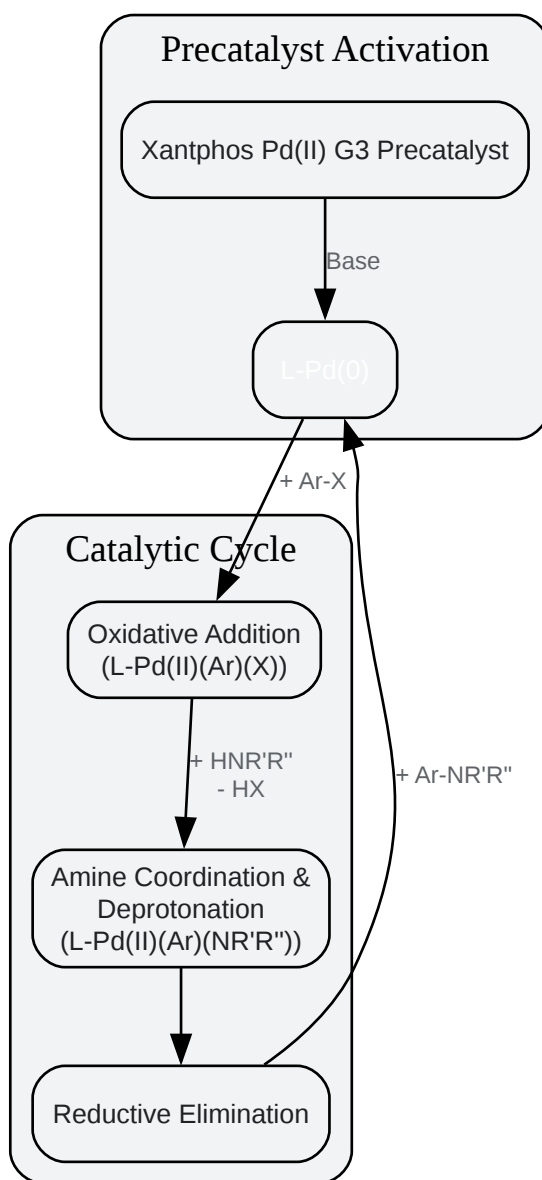 Precatalyst Activation
Xantphos Pd(II) G3 Precatalyst
Base
L-Pd(0)
+ Ar-X
Catalytic Cycle
Oxidative Addition
(L-Pd(II)(Ar)(X))
+ HNR'R"
- HX
+ Ar-NR'R"
Amine Coordination &
Deprotonation
(L-Pd(II)(Ar)(NR'R"))
Reductive Elimination